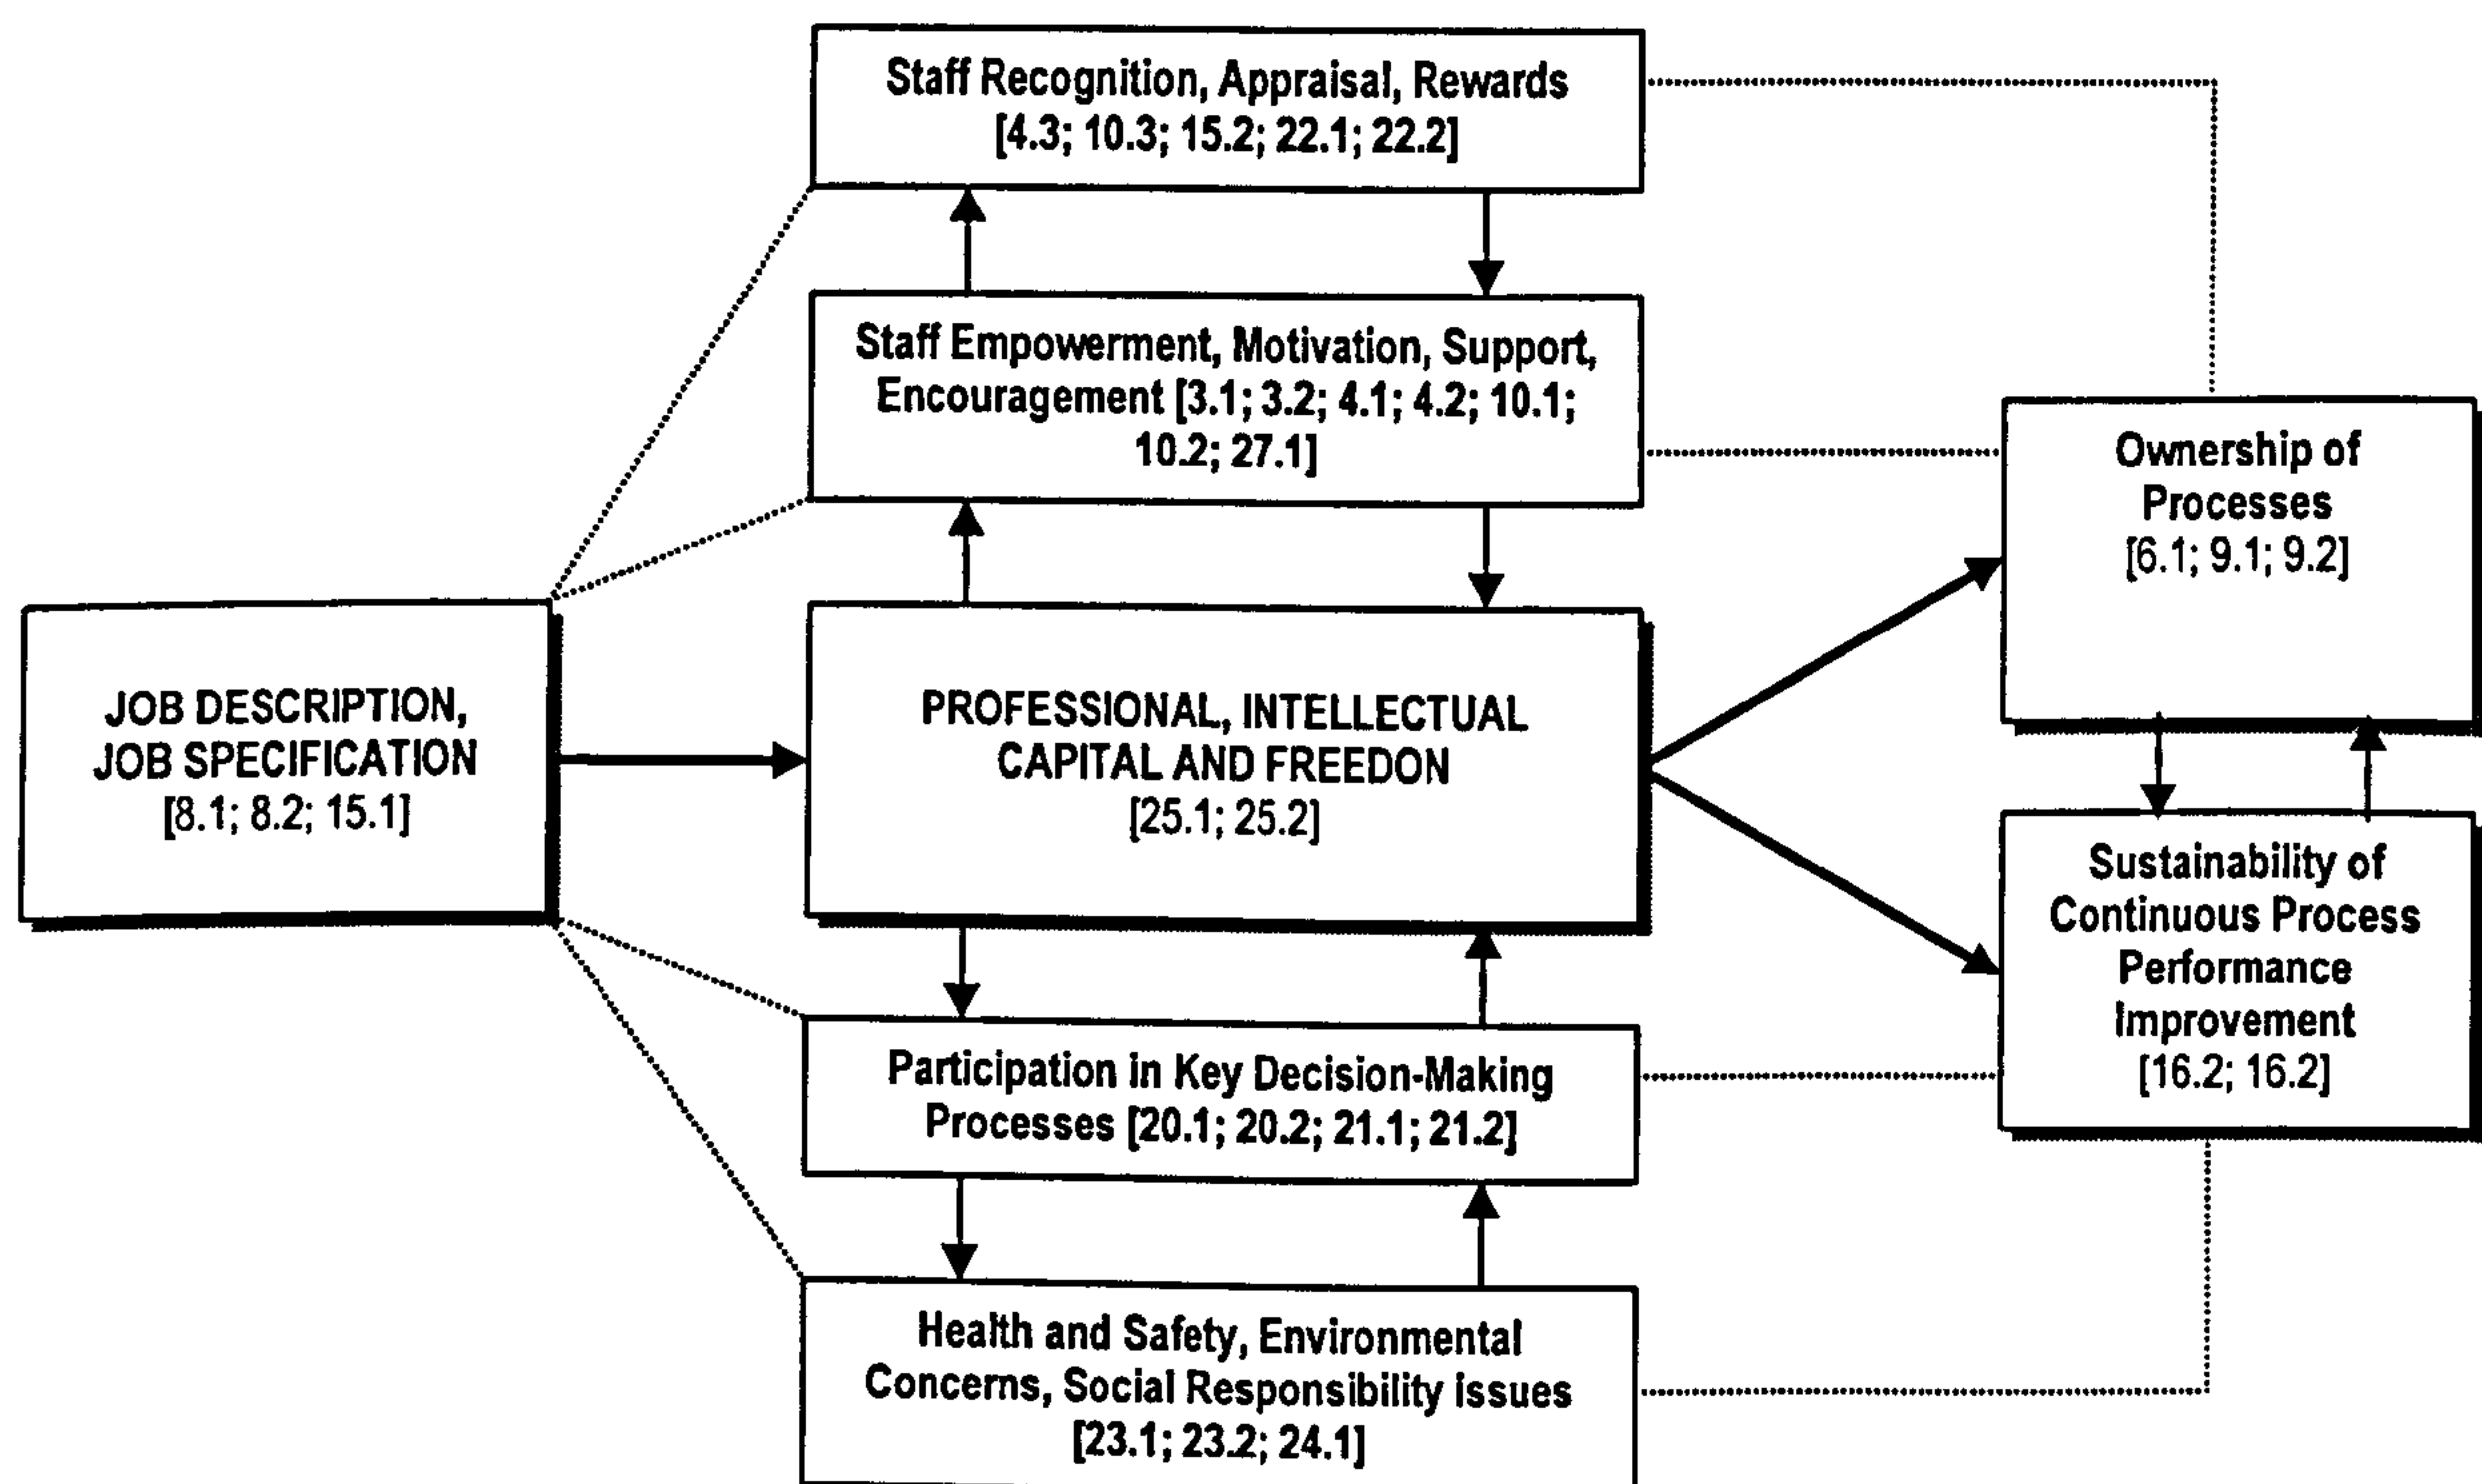 Staff Recognition, Appraisal, Rewards
[4.3; 10.3; 15.2; 22.1; 22.2]
Staff Empowerment, Motivation, Support,
Encouragement [3.1; 3.2; 4.1; 4.2; 10.1;
10.2; 27.1]
Ownership of
Processes
[6.1; 9.1; 9.2]
JOB DESCRIPTION,
JOB SPECIFICATION
[8.1; 8.2; 15.1]
PROFESSIONAL, INTELLECTUAL
CAPITAL AND FREEDON
[25.1; 25.2]
Sustainability of
Continuous Process
Performance
Improvement
[16.2; 16.2]
Participation in Key Decision-Making
Processes [20.1; 20.2; 21.1; 21.2]
Health and Safety, Environmental
Concerns, Social Responsibility Issues
[23.1; 23.2; 24.1]